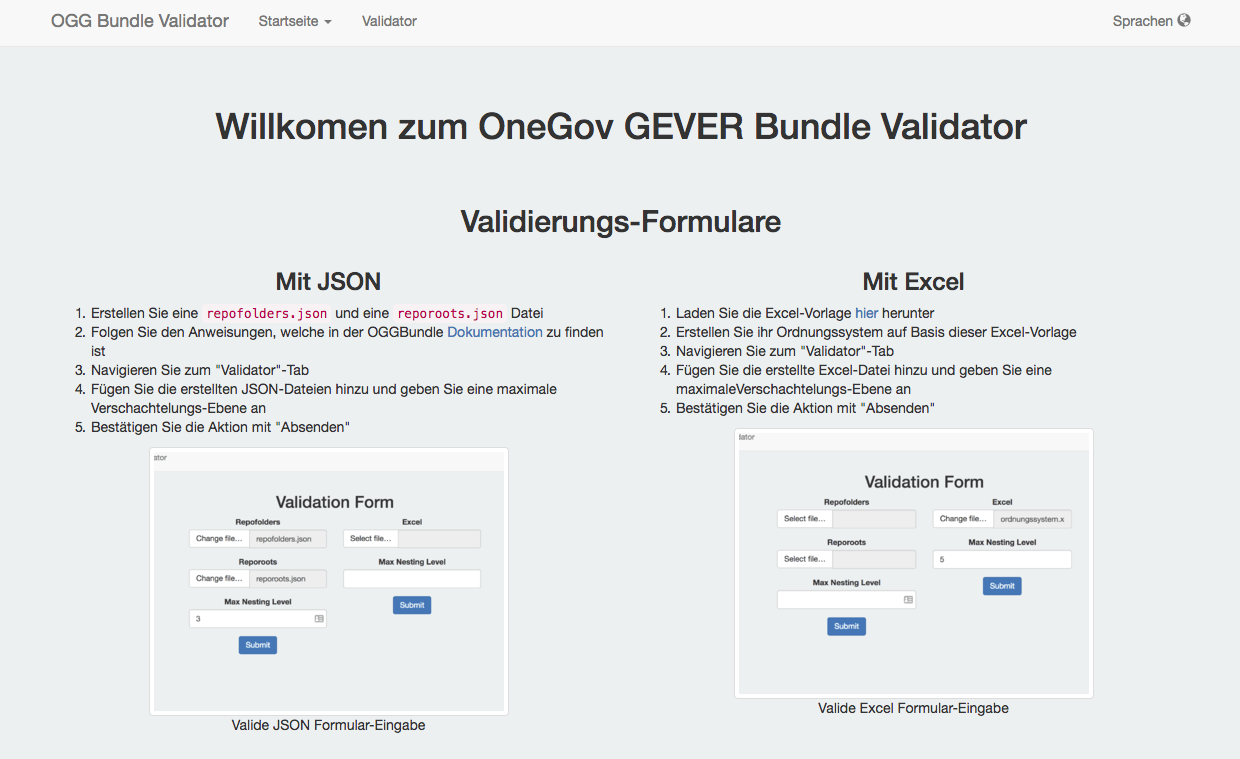 OGG Bundle Validator Startseite Validator Sprachen
Willkomen zum OneGov GEVER Bundle Validator
Validierungs-Formulare
Mit JSON
1. Erstellen Sie eine repofolders.json und eine reporoots.json Datei
2. Folgen Sie den Anweisungen, welche in der OGGBundle Dokumentation zu finden
ist
3. Navigieren Sie zum "Validator"-Tab
4. Fügen Sie die erstellten JSON-Dateien hinzu und geben Sie eine maximale
Verschachtelungs-Ebene an
5. Bestätigen Sie die Aktion mit "Absenden"
ator
Validation Form
Repofolders Excel
Change file... repofolders.json Select file...
Reporoots Max Nesting Level
Change file... reporoots.json
Max Nesting Level Submit
3
Submit
Valide JSON Formular-Eingabe
Mit Excel
1. Laden Sie die Excel-Vorlage hier herunter
2. Erstellen Sie ihr Ordnungssystem auf Basis dieser Excel-Vorlage
3. Navigieren Sie zum "Validator"-Tab
4. Fügen Sie die erstellte Excel-Datei hinzu und geben Sie eine
maximaleVerschachtelungs-Ebene an
5. Bestätigen Sie die Aktion mit "Absenden"
lator
Validation Form
Repofolders Excel
Select file... Change file... ordnungssystem.x
Reporoots Max Nesting Level
Select file... 5
Max Nesting Level Submit
Submit
Valide Excel Formular-Eingabe